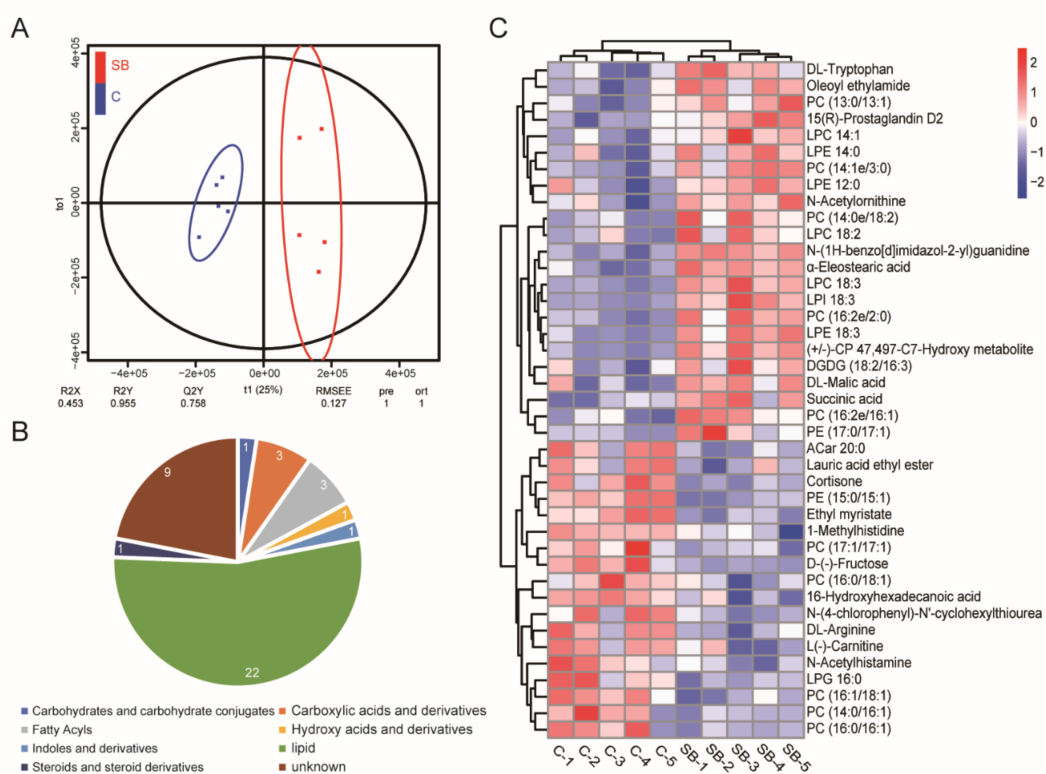 A
SB
C
to1
4e+05
2e+05
0e+00
-2e+05
-4e+05
-4e+05 -2e+05 0e+00 2e+05 4e+05
R2X R2Y Q2Y t1 (25%) RMSEE pre ort
0.453 0.955 0.758 0.127 1 1
B
1
3
3
1
1
22
1
9
Carbohydrates and carbohydrate conjugates
Carboxylic acids and derivatives
Fatty Acyls
Hydroxy acids and derivatives
Indoles and derivatives
lipid
Steroids and steroid derivatives
unknown
C
DL-Tryptophan
Oleoyl ethylamide
PC (13:0/13:1)
15(R)-Prostaglandin D2
LPC 14:1
LPE 14:0
PC (14:1e/3:0)
LPE 12:0
N-Acetylornithine
PC (14:0e/18:2)
LPC 18:2
N-(1H-benzo[d]imidazol-2-yl)guanidine
α-Eleostearic acid
LPC 18:3
LPI 18:3
PC (16:2e/2:0)
LPE 18:3
(+/-)-CP 47,497-C7-Hydroxy metabolite
DGDG (18:2/16:3)
DL-Malic acid
Succinic acid
PC (16:2e/16:1)
PE (17:0/17:1)
ACar 20:0
Lauric acid ethyl ester
Cortisone
PE (15:0/15:1)
Ethyl myristate
1-Methylhistidine
PC (17:1/17:1)
D-(-)-Fructose
PC (16:0/18:1)
16-Hydroxyhexadecanoic acid
N-(4-chlorophenyl)-N'-cyclohexylthiourea
DL-Arginine
L(-)-Carnitine
N-Acetylhistamine
LPG 16:0
PC (16:1/18:1)
PC (14:0/16:1)
PC (16:0/16:1)
C-1 C-2 C-3 C-4 C-5 SB-1 SB-2 SB-3 SB-4 SB-5
2
1
0
-1
-2